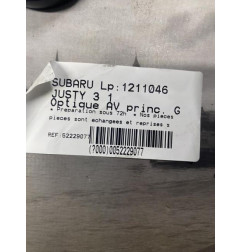 SUBARU Lp:1211046
JUSTY 3 1
Optique AV princ. G
* Préparation sous 72h * Nos pièces
pièces sont échangées et reprises s
REF 52229077
(?000)0052229077